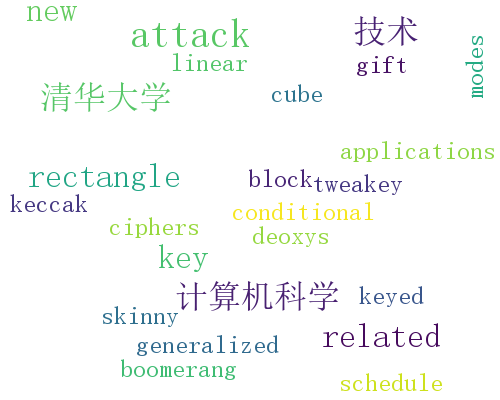 new
attack
技术
linear
gift
modes
清华大学
cube
applications
rectangle
block
tweakey
keccak
conditional
ciphers
deoxys
key
计算机科学
keyed
skinny
related
generalized
boomerang
schedule